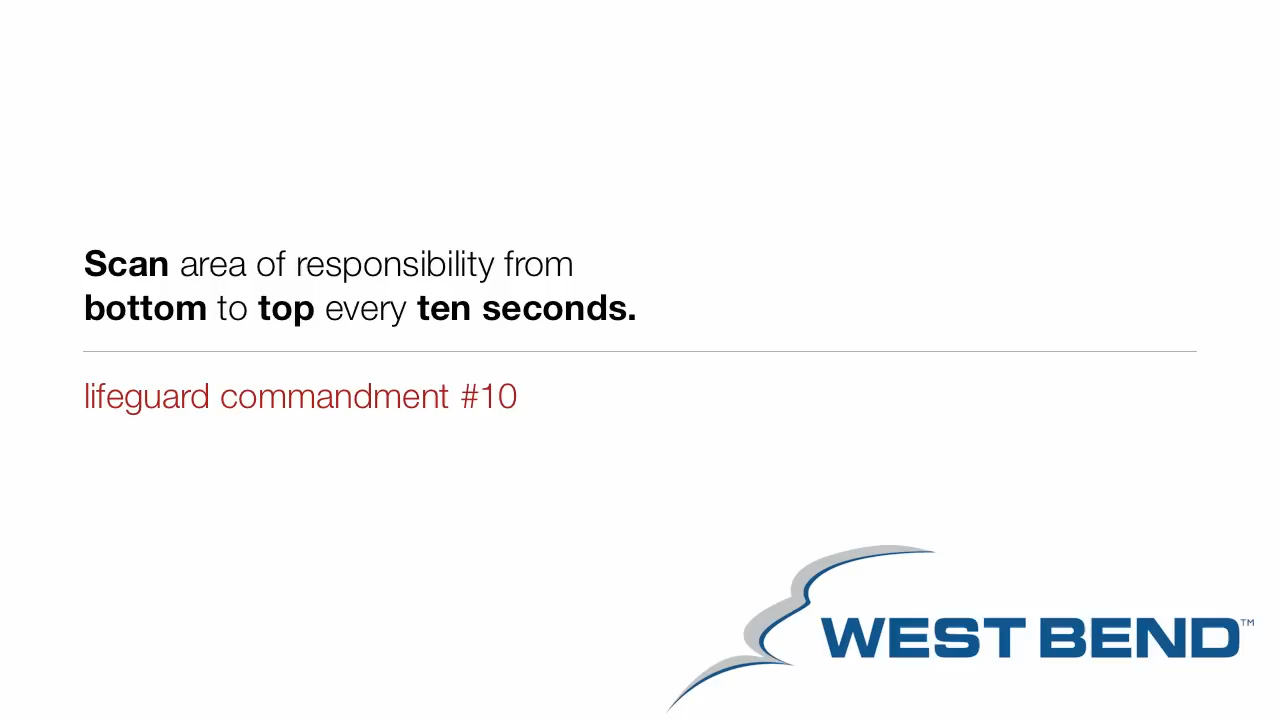 Scan area of responsibility from
bottom to top every ten seconds.
lifeguard commandment #10
WEST BEND™